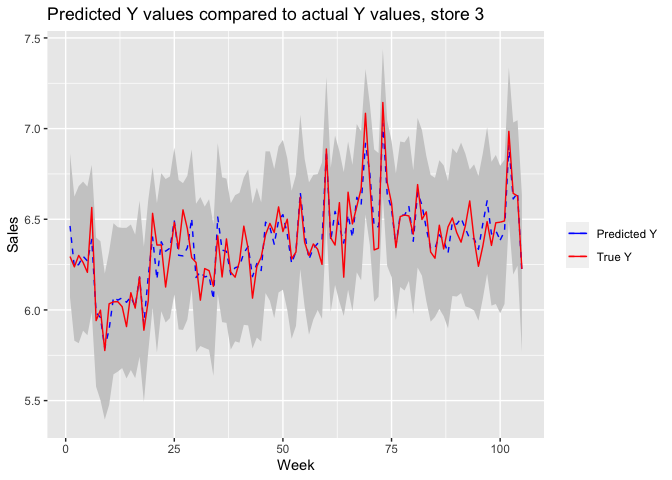 Predicted Y values compared to actual Y values, store 3
7.5
7.0
6.5
6.0
5.5
Sales
0 25 50 75 100
Week
Predicted Y
True Y